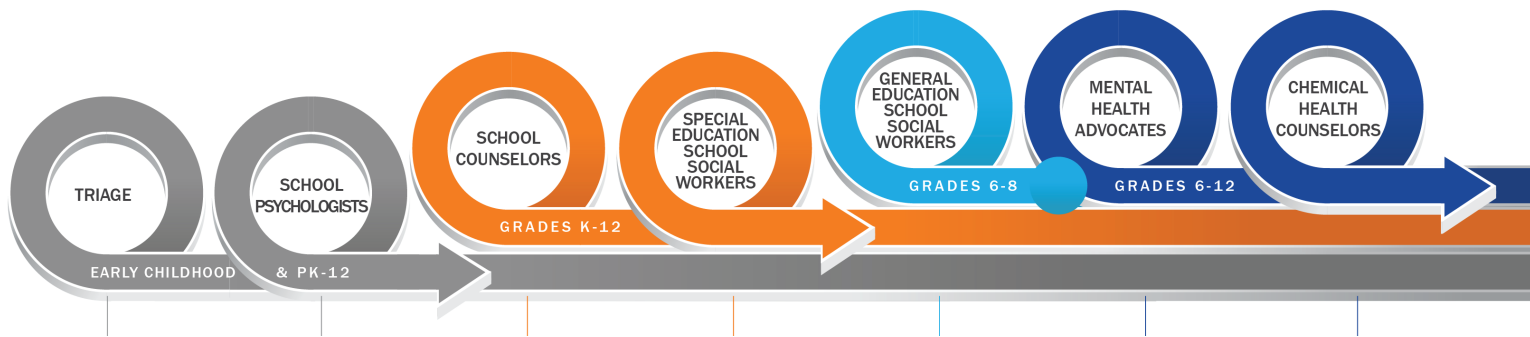 TRIAGE
SCHOOL
PSYCHOLOGISTS
EARLY CHILDHOOD & PK-12
SCHOOL
COUNSELORS
SPECIAL
EDUCATION
SCHOOL
SOCIAL
WORKERS
GRADES K-12
GENERAL
EDUCATION
SCHOOL
SOCIAL
WORKERS
GRADES 6-8
MENTAL
HEALTH
ADVOCATES
CHEMICAL
HEALTH
COUNSELORS
GRADES 6-12